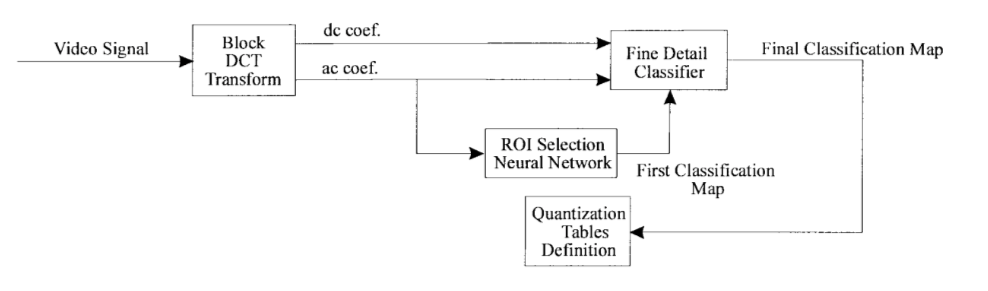 Video Signal
Block
DCT
Transform
dc coef.
ac coef.
Fine Detail
Classifier
Final Classification Map
ROI Selection
Neural Network
First Classification
Map
Quantization
Tables
Definition